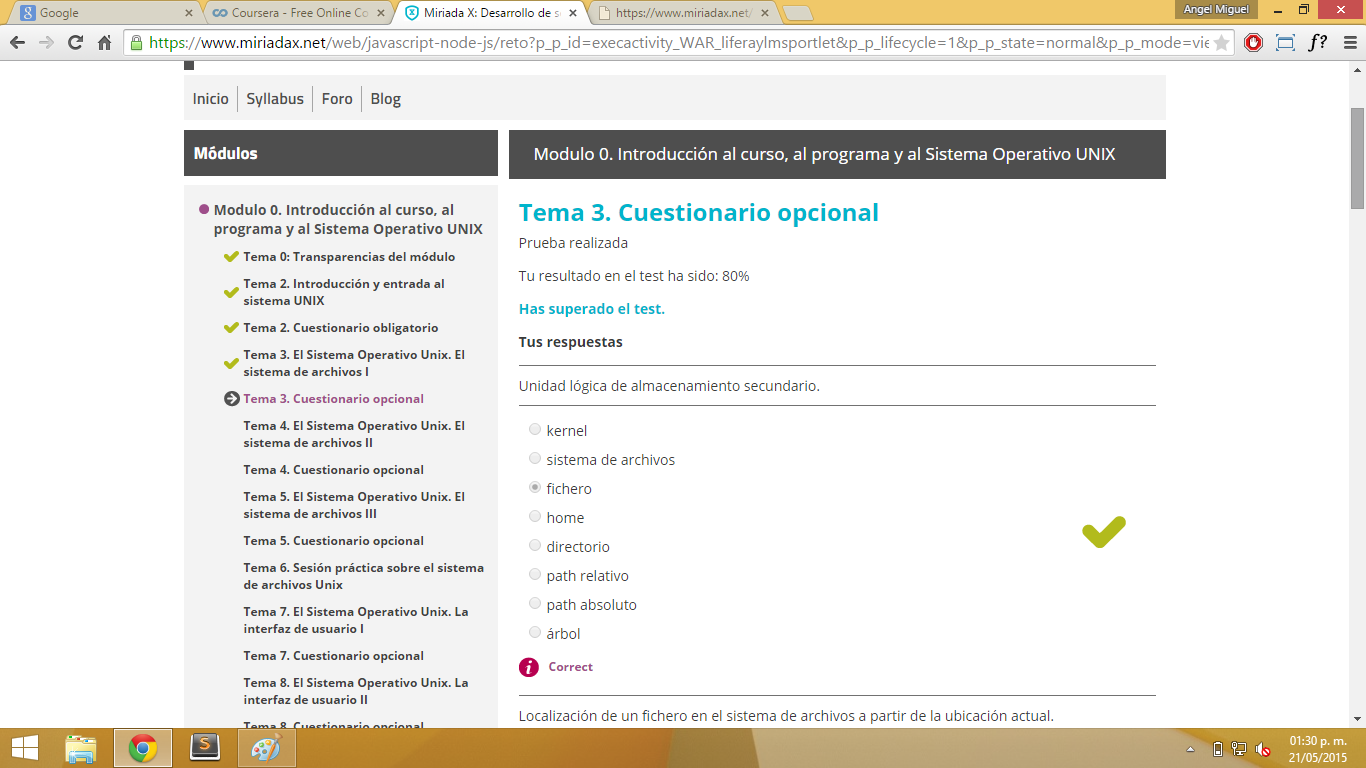 Angel Miguel
Google
Coursera - Free Online Co
Miriada X: Desarrollo de s
https://www.miriadax.net/
https://www.miriadax.net/web/javascript-node-js/reto?p_p_id=execactivity_WAR_liferaylmsportlet&p_p_lifecycle=1&p_p_state=normal&p_p_mode=vie
f?
Inicio
Syllabus
Foro
Blog
Módulos
Modulo 0. Introducción al curso, al
programa y al Sistema Operativo UNIX
Tema 0: Transparencias del módulo
Tema 2. Introducción y entrada al
sistema UNIX
Tema 2. Cuestionario obligatorio
Tema 3. El Sistema Operativo Unix. El
sistema de archivos I
Tema 3. Cuestionario opcional
Tema 4. El Sistema Operativo Unix. El
sistema de archivos II
Tema 4. Cuestionario opcional
Tema 5. El Sistema Operativo Unix. El
sistema de archivos III
Tema 5. Cuestionario opcional
Tema 6. Sesión práctica sobre el sistema
de archivos Unix
Tema 7. El Sistema Operativo Unix. La
interfaz de usuario I
Tema 7. Cuestionario opcional
Tema 8. El Sistema Operativo Unix. La
interfaz de usuario II
Tema 8. Cuestionario opcional
Modulo 0. Introducción al curso, al programa y al Sistema Operativo UNIX
Tema 3. Cuestionario opcional
Prueba realizada
Tu resultado en el test ha sido: 80%
Has superado el test.
Tus respuestas
Unidad lógica de almacenamiento secundario.
kernel
sistema de archivos
fichero
home
directorio
path relativo
path absoluto
árbol
Correct
Localización de un fichero en el sistema de archivos a partir de la ubicación actual.
01:30 p. m.
21/05/2015